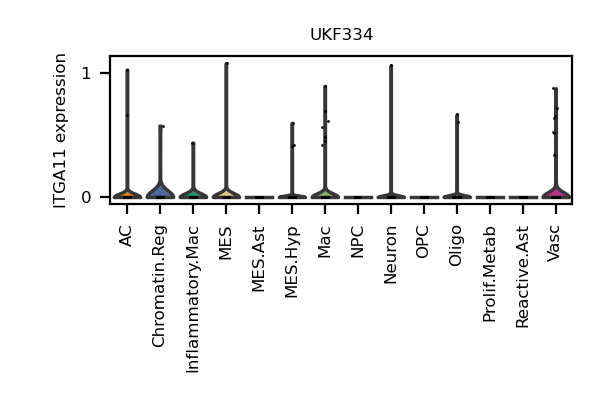 UKF334
ITGA11 expression
1
0
AC
Chromatin.Reg
Inflammatory.Mac
MES
MES.Ast
MES.Hyp
Mac
NPC
Neuron
OPC
Oligo
Prolif.Metab
Reactive.Ast
Vasc